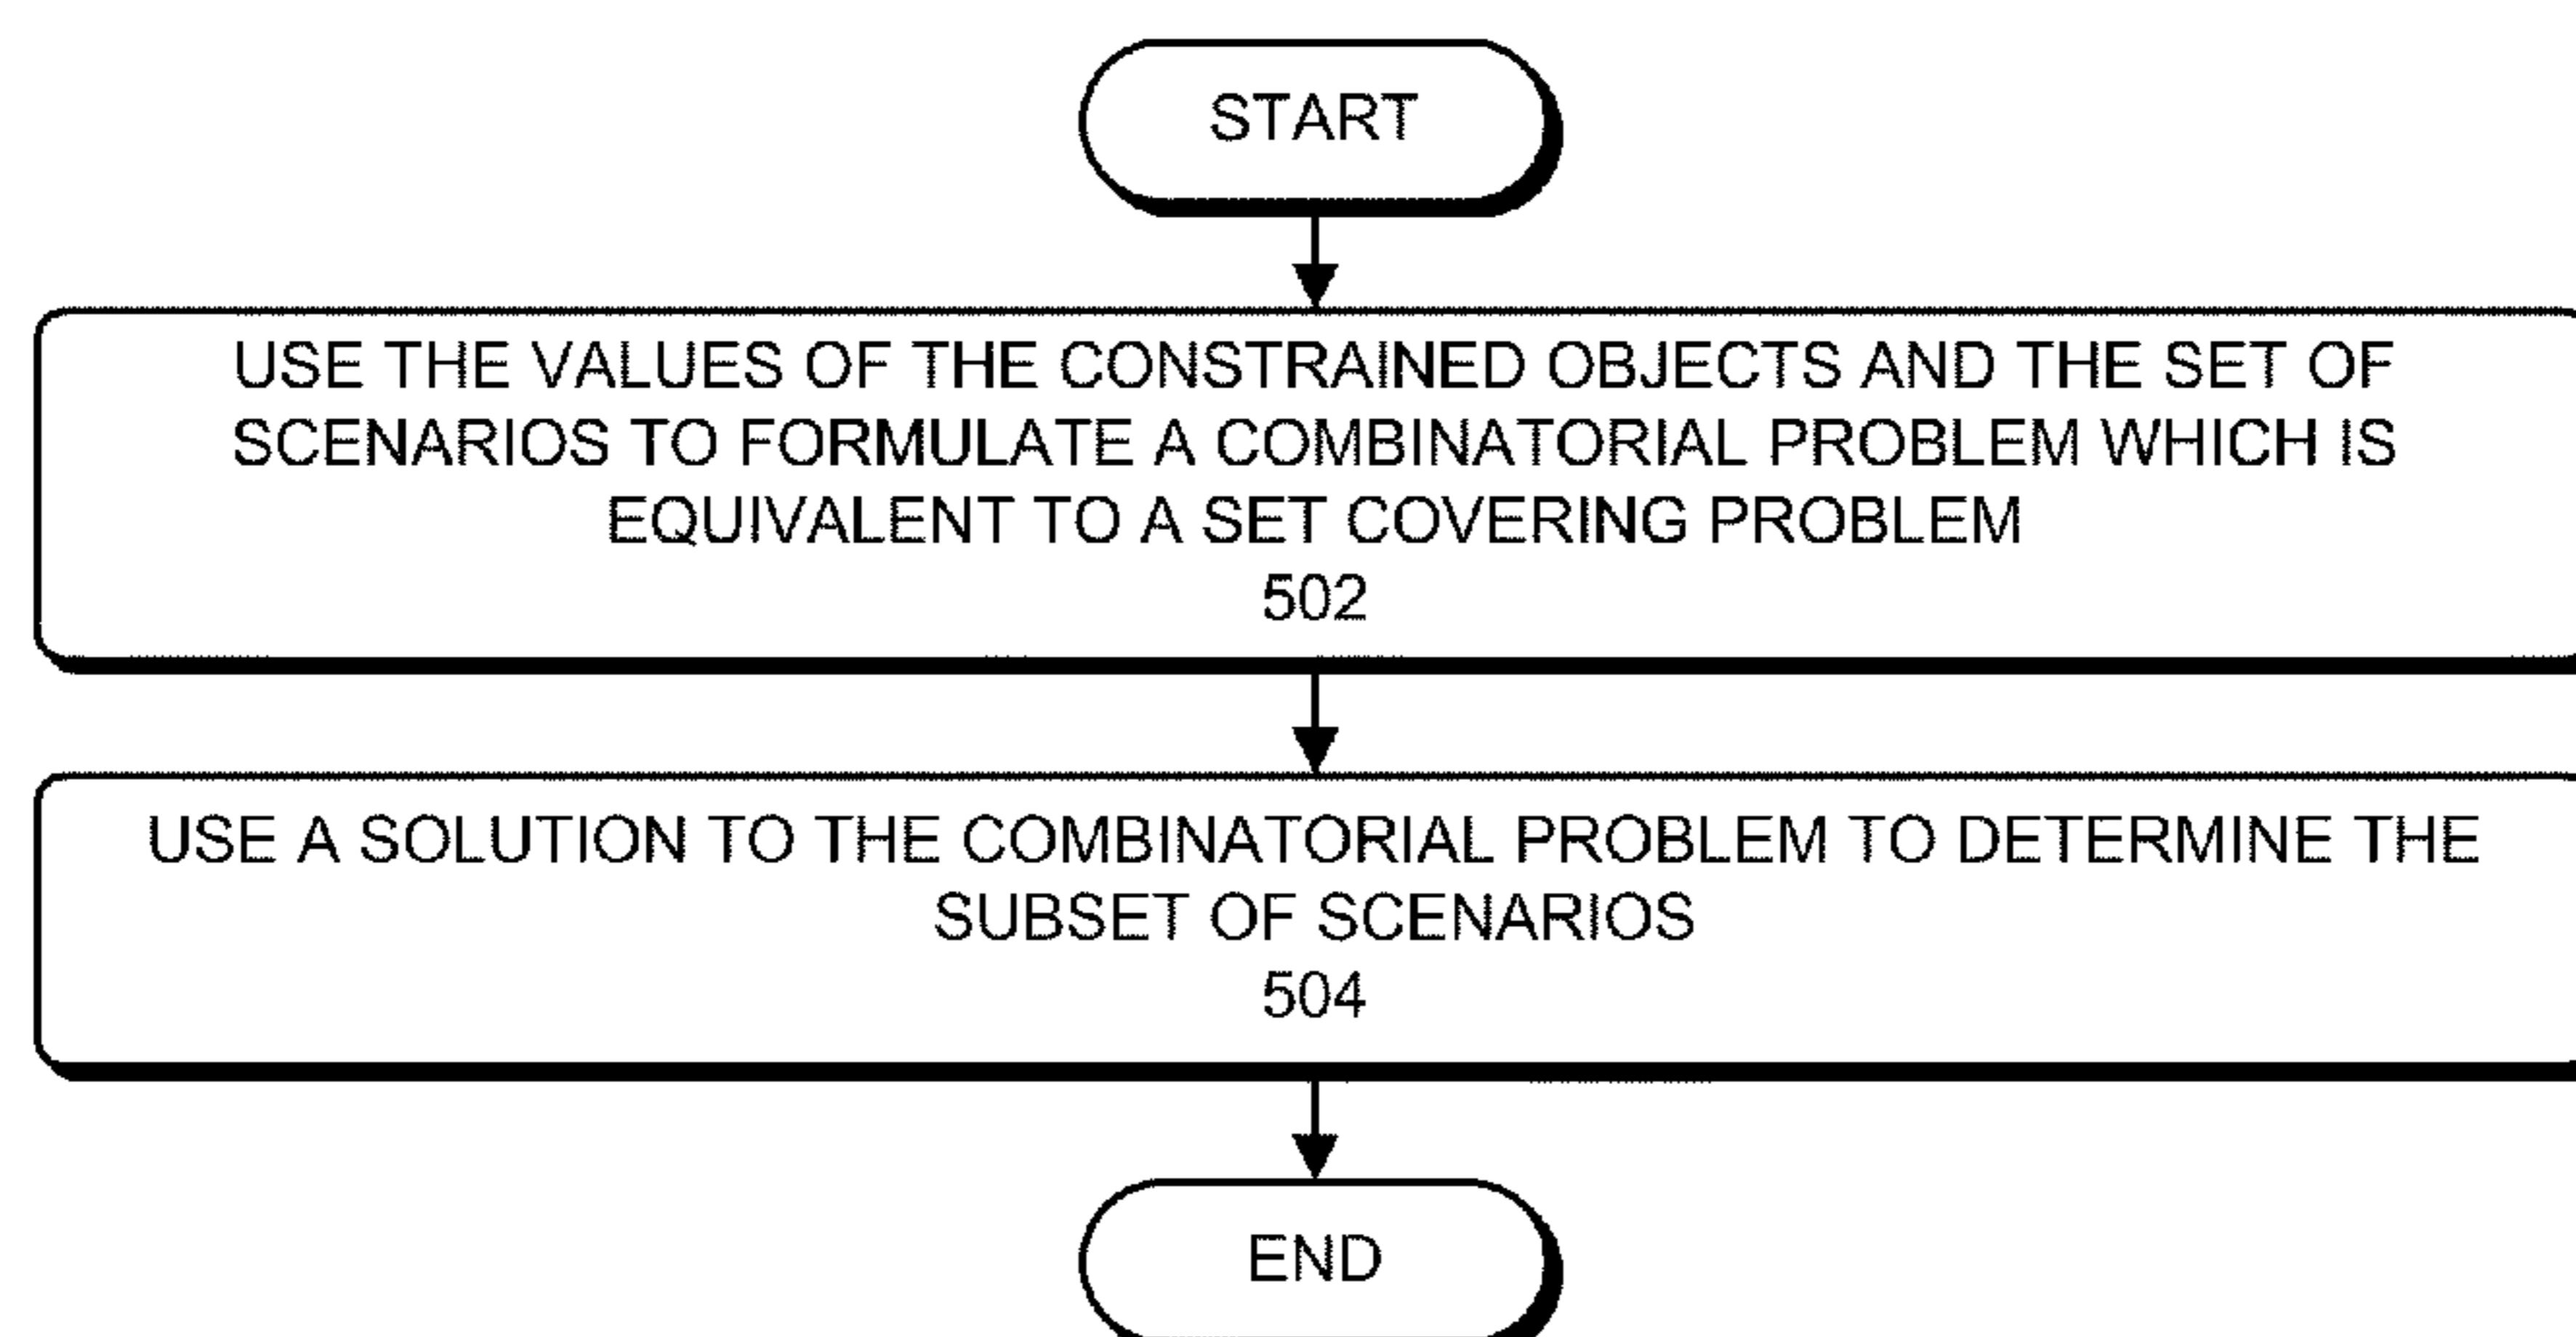 START
USE THE VALUES OF THE CONSTRAINED OBJECTS AND THE SET OF
SCENARIOS TO FORMULATE A COMBINATORIAL PROBLEM WHICH IS
EQUIVALENT TO A SET COVERING PROBLEM
502
USE A SOLUTION TO THE COMBINATORIAL PROBLEM TO DETERMINE THE
SUBSET OF SCENARIOS
504
END